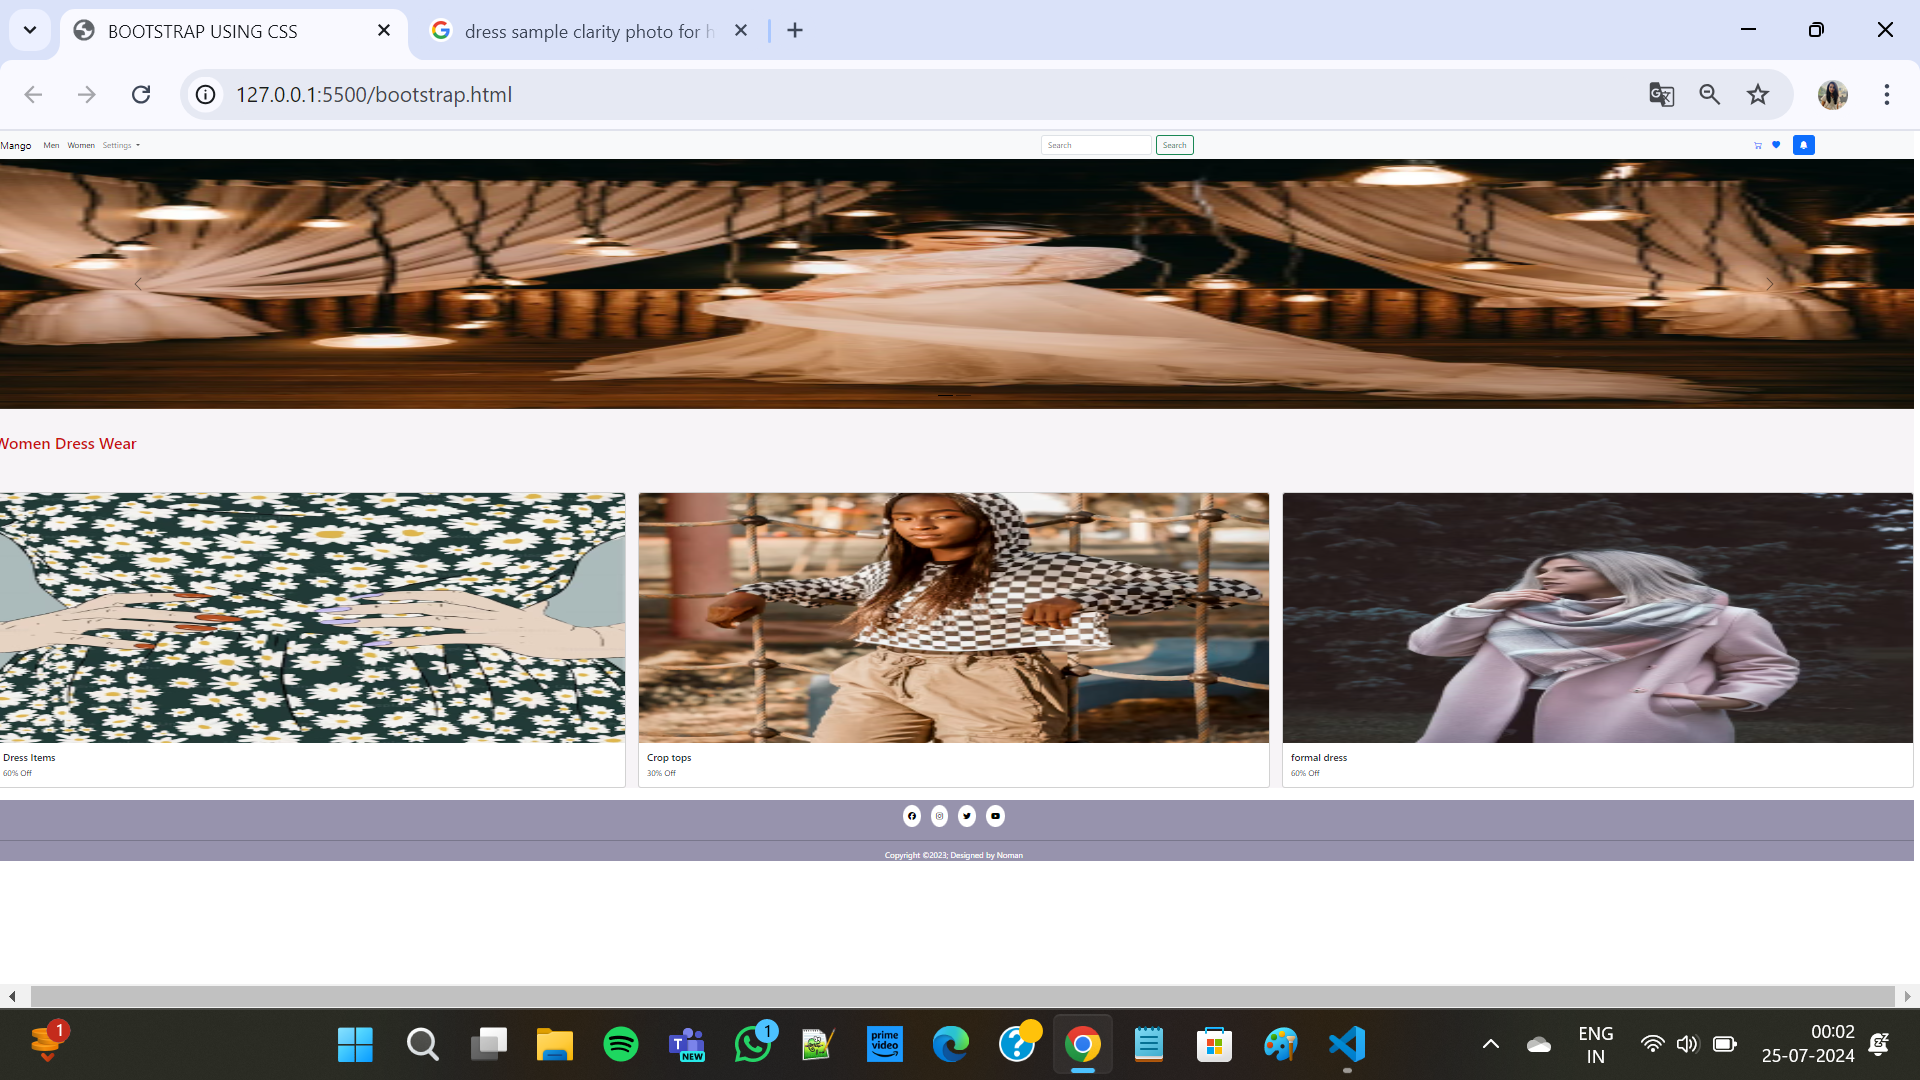 BOOTSTRAP USING CSS
dress sample clarity photo for h
127.0.0.1:5500/bootstrap.html
Mango Men Women Settings
Search Search
Women Dress Wear
Dress Items
60% Off
Crop tops
30% Off
formal dress
60% Off
Copyright ©2023; Designed by Noman
1
NEW
1
prime video
ENG
IN
00:02
25-07-2024